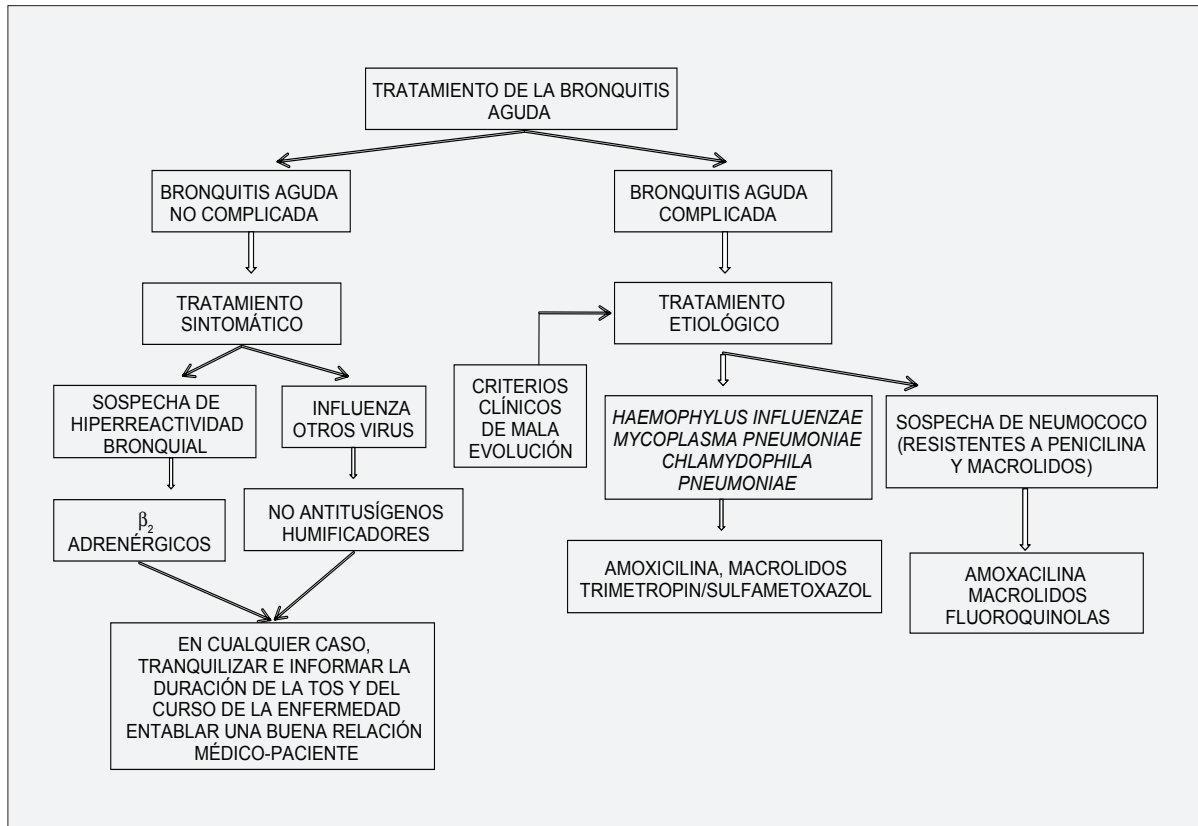 TRATAMIENTO DE LA BRONQUITIS
AGUDA
BRONQUITIS AGUDA
NO COMPLICADA
BRONQUITIS AGUDA
COMPLICADA
TRATAMIENTO
SINTOMÁTICO
TRATAMIENTO
ETIOLÓGICO
SOSPECHA DE
HIPERREACTIVIDAD
BRONQUIAL
INFLUENZA
OTROS VIRUS
CRITERIOS
CLÍNICOS
DE MALA
EVOLUCIÓN
HAEMOPHYLUS INFLUENZAE
MYCOPLASMA PNEUMONIAE
CHLAMYDOPHILA
PNEUMONIAE
SOSPECHA DE NEUMOCOCO
(RESISTENTES A PENICILINA
Y MACROLIDOS)
β2
ADRENÉRGICOS
NO ANTITUSÍGENOS
HUMIFICADORES
AMOXICILINA, MACROLIDOS
TRIMETROPIN/SULFAMETOXAZOL
AMOXACILINA
MACROLIDOS
FLUOROQUINOLAS
EN CUALQUIER CASO,
TRANQUILIZAR E INFORMAR LA
DURACIÓN DE LA TOS Y DEL
CURSO DE LA ENFERMEDAD
ENTABLAR UNA BUENA RELACIÓN
MÉDICO-PACIENTE